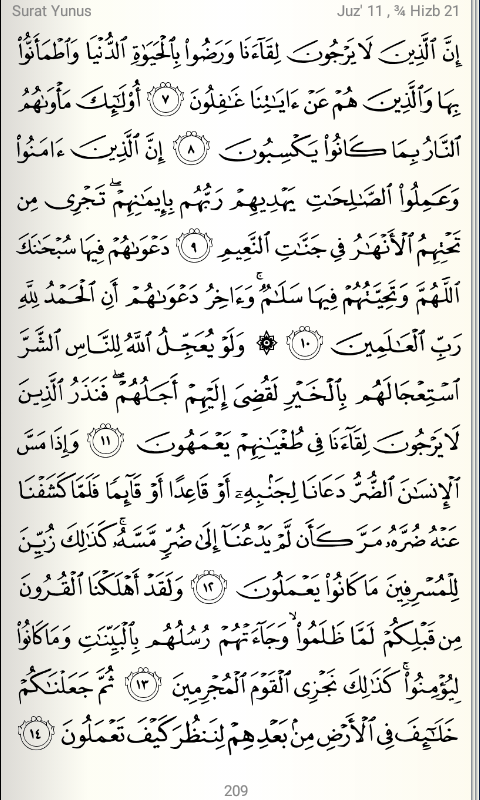 Surat Yunus
Juz' 11 , ¾ Hizb 21
إِنَّ ٱلَّذِينَ لَا يَرْجُونَ لِقَآءَنَا وَرَضُوا۟ بِٱلْحَيَوٰةِ ٱلدُّنْيَا وَٱطْمَأَنُّوا۟
بِهَا وَٱلَّذِينَ هُمْ عَنْ ءَايَٰتِنَا غَٰفِلُونَ ٧ أُو۟لَٰٓئِكَ مَأْوَىٰهُمُ
ٱلنَّارُ بِمَا كَانُوا۟ يَكْسِبُونَ ٨ إِنَّ ٱلَّذِينَ ءَامَنُوا۟
وَعَمِلُوا۟ ٱلصَّٰلِحَٰتِ يَهْدِيهِمْ رَبُّهُم بِإِيمَٰنِهِمْ ۖ تَجْرِى مِن
تَحْتِهِمُ ٱلْأَنْهَٰرُ فِى جَنَّٰتِ ٱلنَّعِيمِ ٩ دَعْوَىٰهُمْ فِيهَا سُبْحَٰنَكَ
ٱللَّهُمَّ وَتَحِيَّتُهُمْ فِيهَا سَلَٰمٌ ۚ وَءَاخِرُ دَعْوَىٰهُمْ أَنِ ٱلْحَمْدُ لِلَّهِ
رَبِّ ٱلْعَٰلَمِينَ ١٠ ۞ وَلَوْ يُعَجِّلُ ٱللَّهُ لِلنَّاسِ ٱلشَّرَّ
ٱسْتِعْجَالَهُم بِٱلْخَيْرِ لَقُضِىَ إِلَيْهِمْ أَجَلُهُمْ ۖ فَنَذَرُ ٱلَّذِينَ
لَا يَرْجُونَ لِقَآءَنَا فِى طُغْيَٰنِهِمْ يَعْمَهُونَ ١١ وَإِذَا مَسَّ
ٱلْإِنسَٰنَ ٱلضُّرُّ دَعَانَا لِجَنۢبِهِۦٓ أَوْ قَاعِدًا أَوْ قَآئِمًا فَلَمَّا كَشَفْنَا
عَنْهُ ضُرَّهُۥ مَرَّ كَأَن لَّمْ يَدْعُنَآ إِلَىٰ ضُرٍّ مَّسَّهُۥ ۚ كَذَٰلِكَ زُيِّنَ
لِلْمُسْرِفِينَ مَا كَانُوا۟ يَعْمَلُونَ ١٢ وَلَقَدْ أَهْلَكْنَا ٱلْقُرُونَ
مِن قَبْلِكُمْ لَمَّا ظَلَمُوا۟ ۙ وَجَآءَتْهُمْ رُسُلُهُم بِٱلْبَيِّنَٰتِ وَمَا كَانُوا۟
لِيُؤْمِنُوا۟ ۚ كَذَٰلِكَ نَجْزِى ٱلْقَوْمَ ٱلْمُجْرِمِينَ ١٣ ثُمَّ جَعَلْنَٰكُمْ
خَلَٰٓئِفَ فِى ٱلْأَرْضِ مِنۢ بَعْدِهِمْ لِنَنظُرَ كَيْفَ تَعْمَلُونَ ١٤
209